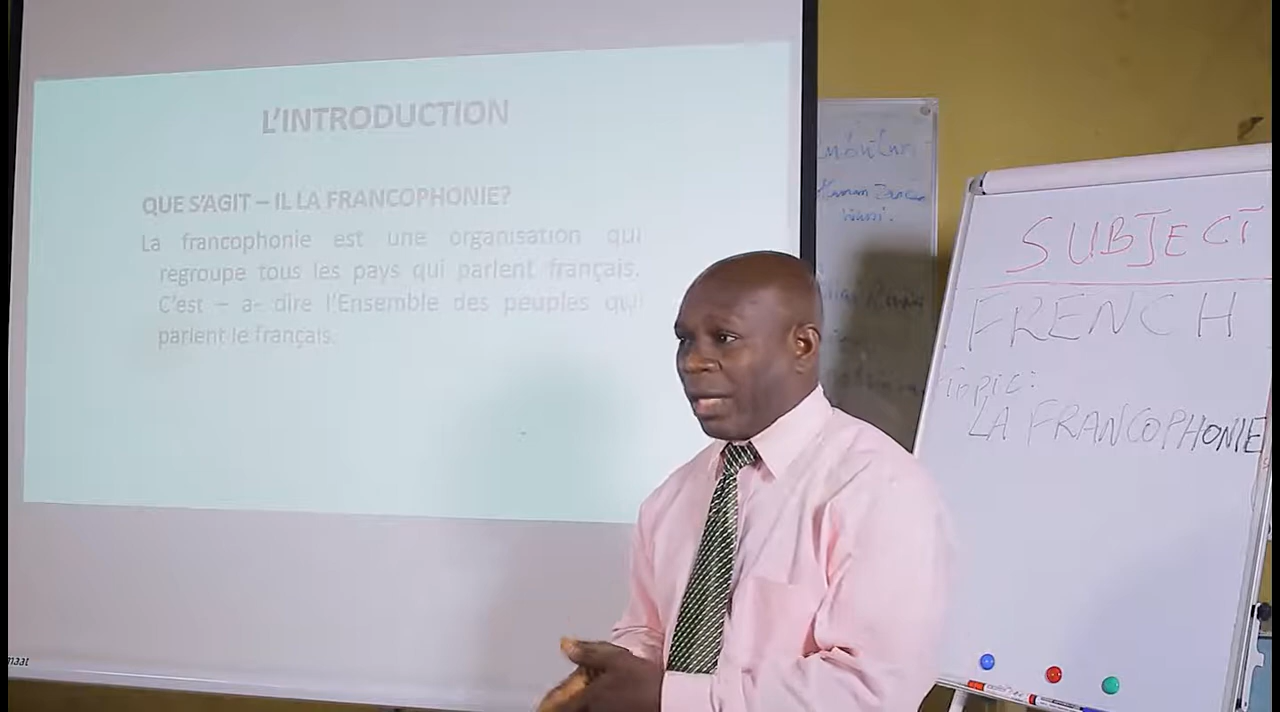 L'INTRODUCTION
QUE S'AGIT – IL LA FRANCOPHONIE?
La francophonie est une organisation qui
regroupe tous les pays qui parlent français.
C'est – a- dire l'Ensemble des peuples qui
parlent le français.
maat
SUBJECT
FRENCH
Topic:
LA FRANCOPHONIE